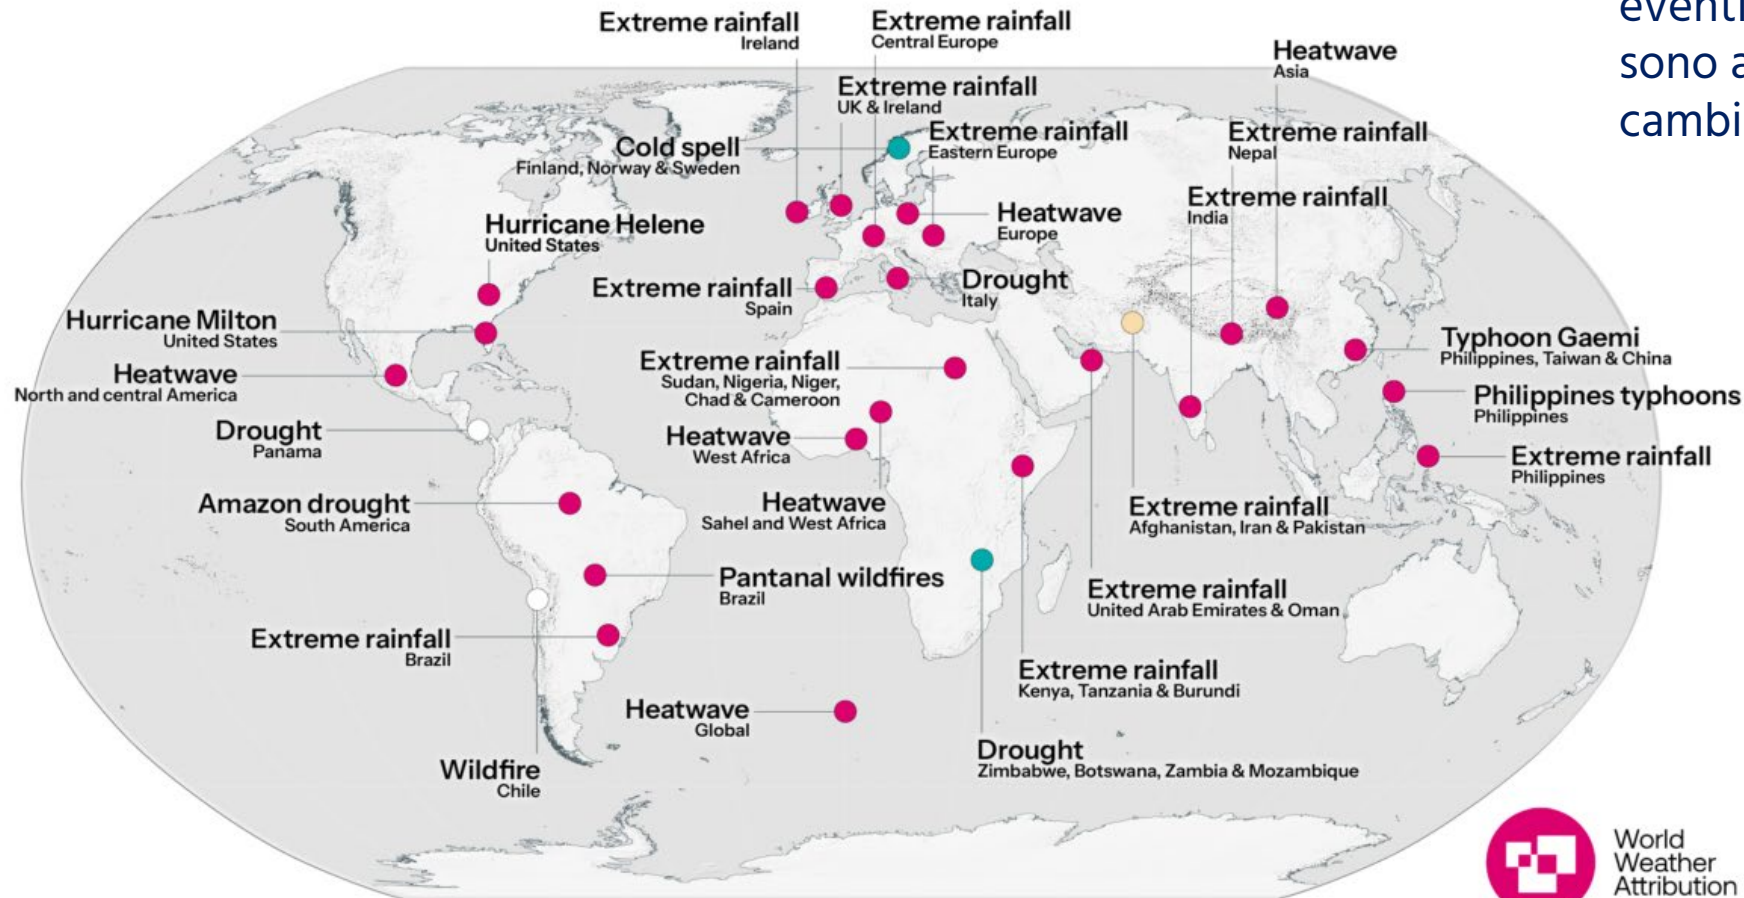 Extreme rainfall
Ireland
Extreme rainfall
Central Europe
eventi
sono a
cambi
Heatwave
Asia
Extreme rainfall
UK & Ireland
Cold spell
Finland, Norway & Sweden
Extreme rainfall
Eastern Europe
Extreme rainfall
Nepal
Extreme rainfall
India
Hurricane Helene
United States
Heatwave
Europe
Extreme rainfall
Spain
Drought
Italy
Hurricane Milton
United States
Heatwave
North and central America
Extreme rainfall
Sudan, Nigeria, Niger,
Chad & Cameroon
Typhoon Gaemi
Philippines, Taiwan & China
Philippines typhoons
Philippines
Drought
Panama
Heatwave
West Africa
Extreme rainfall
Philippines
Amazon drought
South America
Heatwave
Sahel and West Africa
Extreme rainfall
Afghanistan, Iran & Pakistan
Pantanal wildfires
Brazil
Extreme rainfall
United Arab Emirates & Oman
Extreme rainfall
Brazil
Extreme rainfall
Kenya, Tanzania & Burundi
Heatwave
Global
Drought
Zimbabwe, Botswana, Zambia & Mozambique
Wildfire
Chile
World
Weather
Attribution